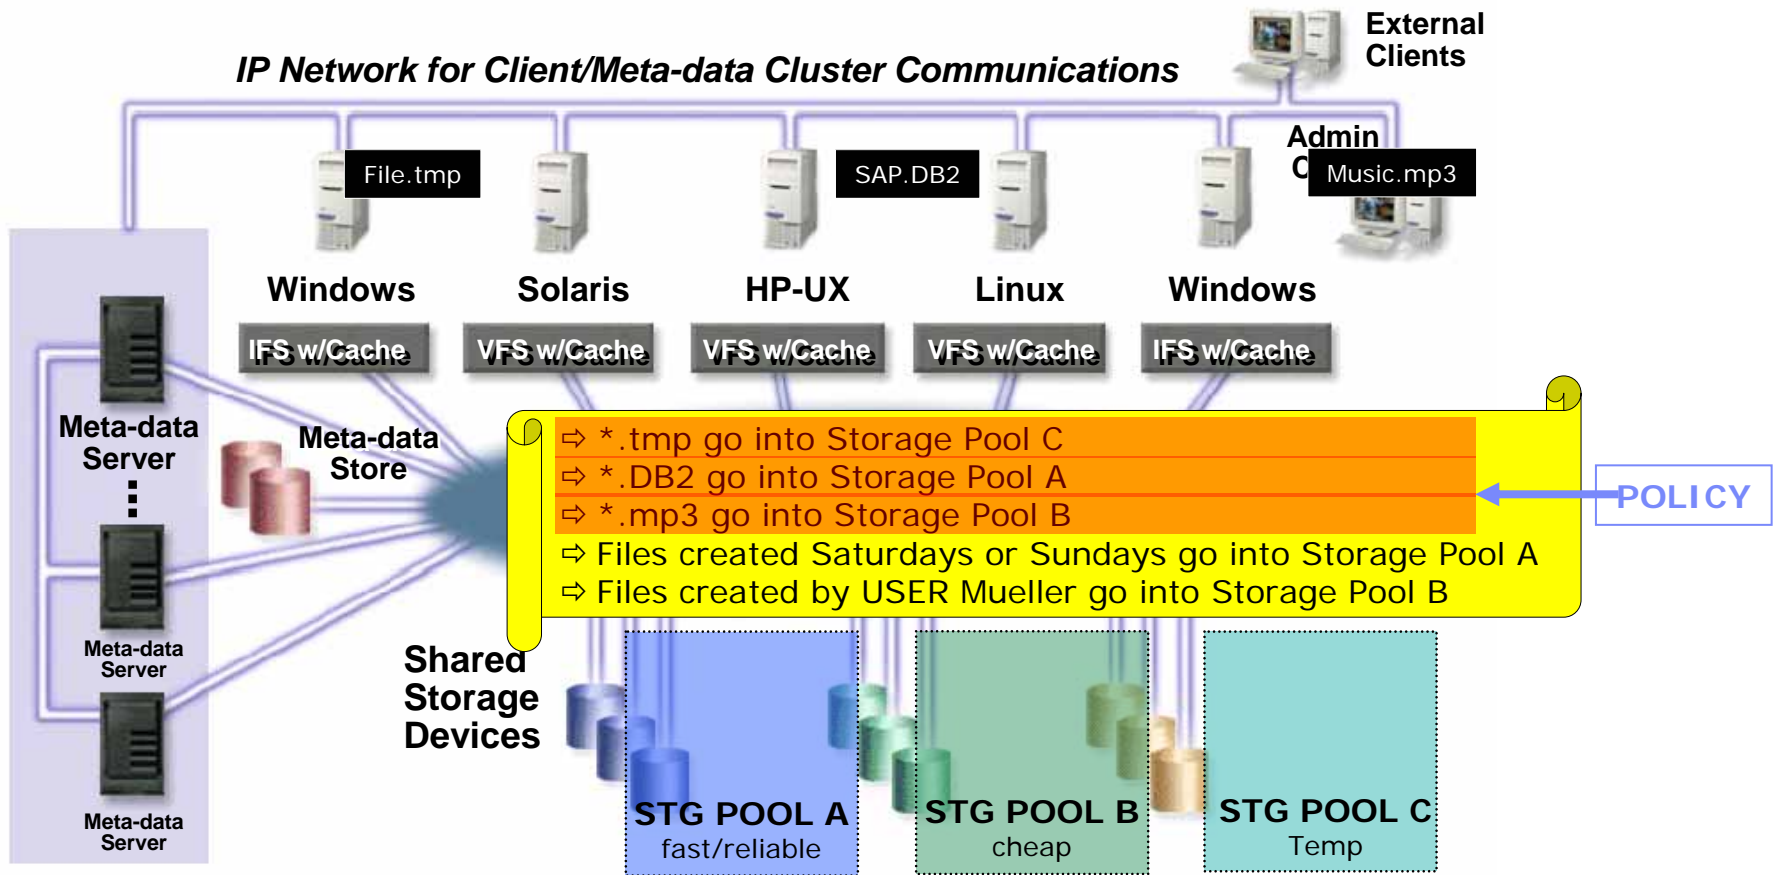 External
Clients
IP Network for Client/Meta-data Cluster Communications
Admin
C
File.tmp
SAP.DB2
Music.mp3
Windows
Solaris
HP-UX
Linux
Windows
IFS w/Cache
VFS w/Cache
VFS w/Cache
VFS w/Cache
IFS w/Cache
Meta-data
Server
Meta-data
Store
⇨ *.tmp go into Storage Pool C
⇨ *.DB2 go into Storage Pool A
⇨ *.mp3 go into Storage Pool B
⇨ Files created Saturdays or Sundays go into Storage Pool A
⇨ Files created by USER Mueller go into Storage Pool B
POLICY
Meta-data
Server
Shared
Storage
Devices
Meta-data
Server
STG POOL A
fast/reliable
STG POOL B
cheap
STG POOL C
Temp